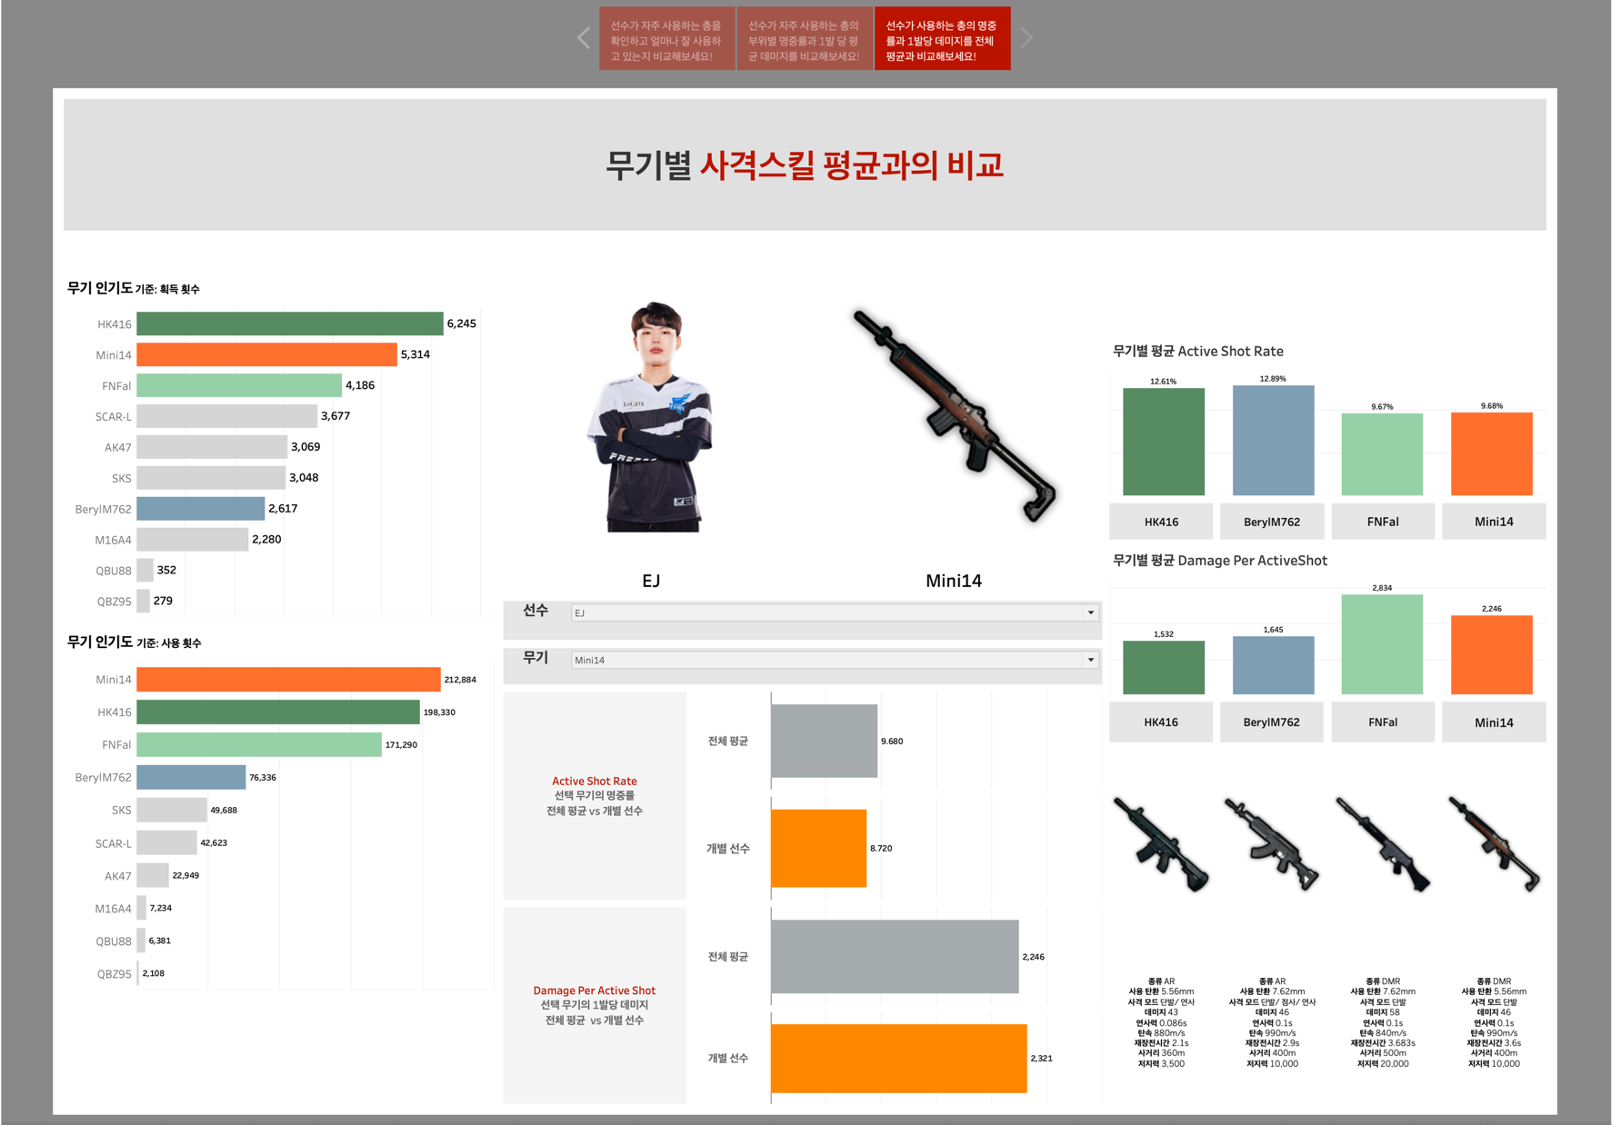 선수가 자주 사용하는 총을
확인하고 얼마나 잘 사용하
고 있는지 비교해보세요!
선수가 자주 사용하는 총의
부위별 명중률과 1발 당 평
균 데미지를 비교해보세요!
선수가 사용하는 총의 명중
률과 1발당 데미지를 전체
평균과 비교해보세요!
무기별 사격스킬 평균과의 비교
무기 인기도 기준: 획득 횟수
HK416 6,245
Mini14 5,314
FNFal 4,186
SCAR-L 3,677
AK47 3,069
SKS 3,048
BerylM762 2,617
M16A4 2,280
QBU88 352
QBZ95 279
무기 인기도 기준: 사용 횟수
Mini14 212,884
HK416 198,330
FNFal 171,290
BerylM762 76,336
SKS 49,688
SCAR-L 42,623
AK47 22,949
M16A4 7,234
QBU88 6,381
QBZ95 2,108
EJ
Mini14
선수 EJ
무기 Mini14
Active Shot Rate
선택 무기의 명중률
전체 평균 vs 개별 선수
전체 평균 9.680
개별 선수 8.720
Damage Per Active Shot
선택 무기의 1발당 데미지
전체 평균 vs 개별 선수
전체 평균 2,246
개별 선수 2,321
무기별 평균 Active Shot Rate
12.61% 12.89% 9.67% 9.68%
HK416 BerylM762 FNFal Mini14
무기별 평균 Damage Per ActiveShot
1,532 1,645 2,834 2,246
HK416 BerylM762 FNFal Mini14
종류 AR
사용 탄환 5.56mm
사격 모드 단발/ 연사
데미지 43
연사력 0.086s
탄속 880m/s
재장전시간 2.1s
사거리 360m
저지력 3,500
종류 AR
사용 탄환 7.62mm
사격 모드 단발/ 점사/ 연사
데미지 46
연사력 0.1s
탄속 990m/s
재장전시간 2.9s
사거리 400m
저지력 10,000
종류 DMR
사용 탄환 7.62mm
사격 모드 단발
데미지 58
연사력 0.1s
탄속 840m/s
재장전시간 3.683s
사거리 500m
저지력 20,000
종류 DMR
사용 탄환 5.56mm
사격 모드 단발
데미지 46
연사력 0.1s
탄속 990m/s
재장전시간 3.6s
사거리 400m
저지력 10,000